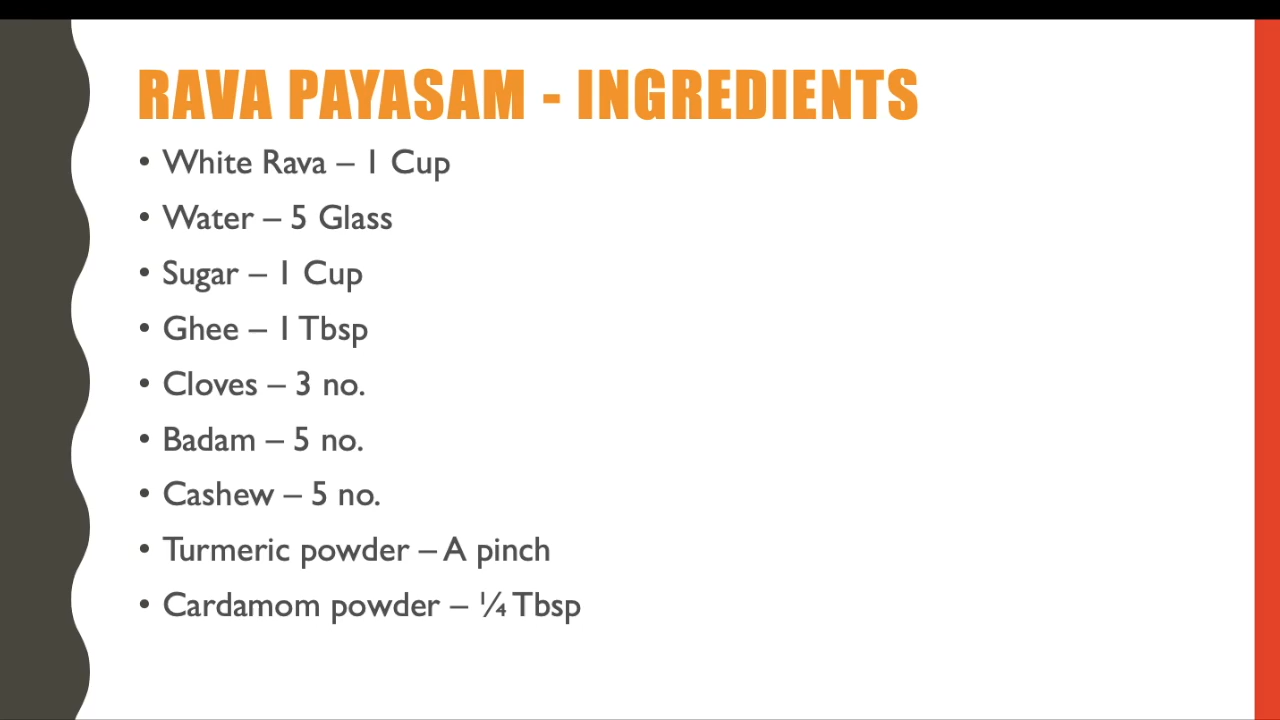 RAVA PAYASAM - INGREDIENTS
• White Rava – 1 Cup
• Water – 5 Glass
• Sugar – 1 Cup
• Ghee – 1 Tbsp
• Cloves – 3 no.
• Badam – 5 no.
• Cashew – 5 no.
• Turmeric powder – A pinch
• Cardamom powder – ¼ Tbsp